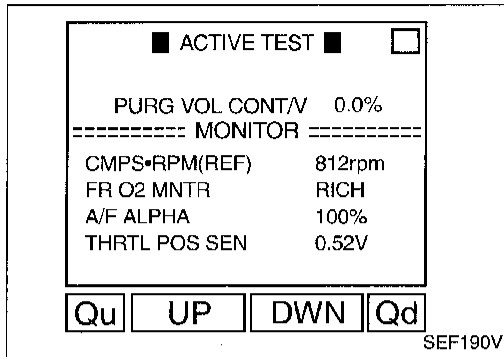 ■ ACTIVE TEST ■
PURG VOL CONT/V 0.0%
========= MONITOR =========
CMPS•RPM(REF) 812rpm
FR O2 MNTR RICH
A/F ALPHA 100%
THRTL POS SEN 0.52V
Qu UP DWN Qd
SEF190V